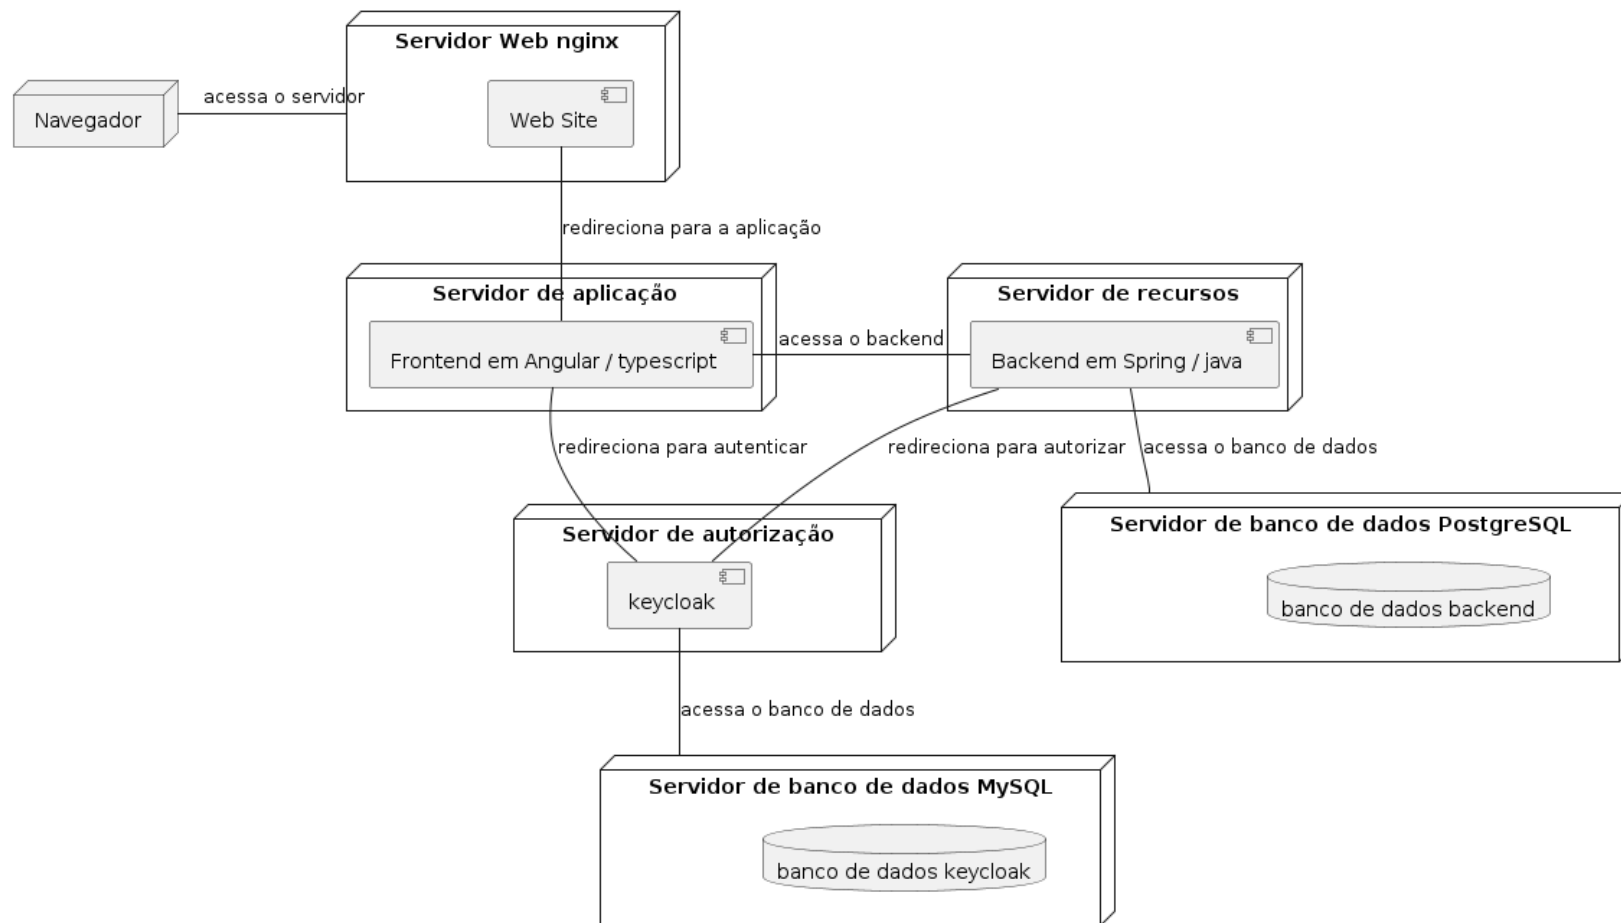 Servidor Web nginx
acessa o servidor
Navegador
Web Site
redireciona para a aplicação
Servidor de aplicação
Servidor de recursos
acessa o backend
Frontend em Angular / typescript
Backend em Spring / java
redireciona para autenticar
redireciona para autorizar
acessa o banco de dados
Servidor de autorização
Servidor de banco de dados PostgreSQL
keycloak
banco de dados backend
acessa o banco de dados
Servidor de banco de dados MySQL
banco de dados keycloak